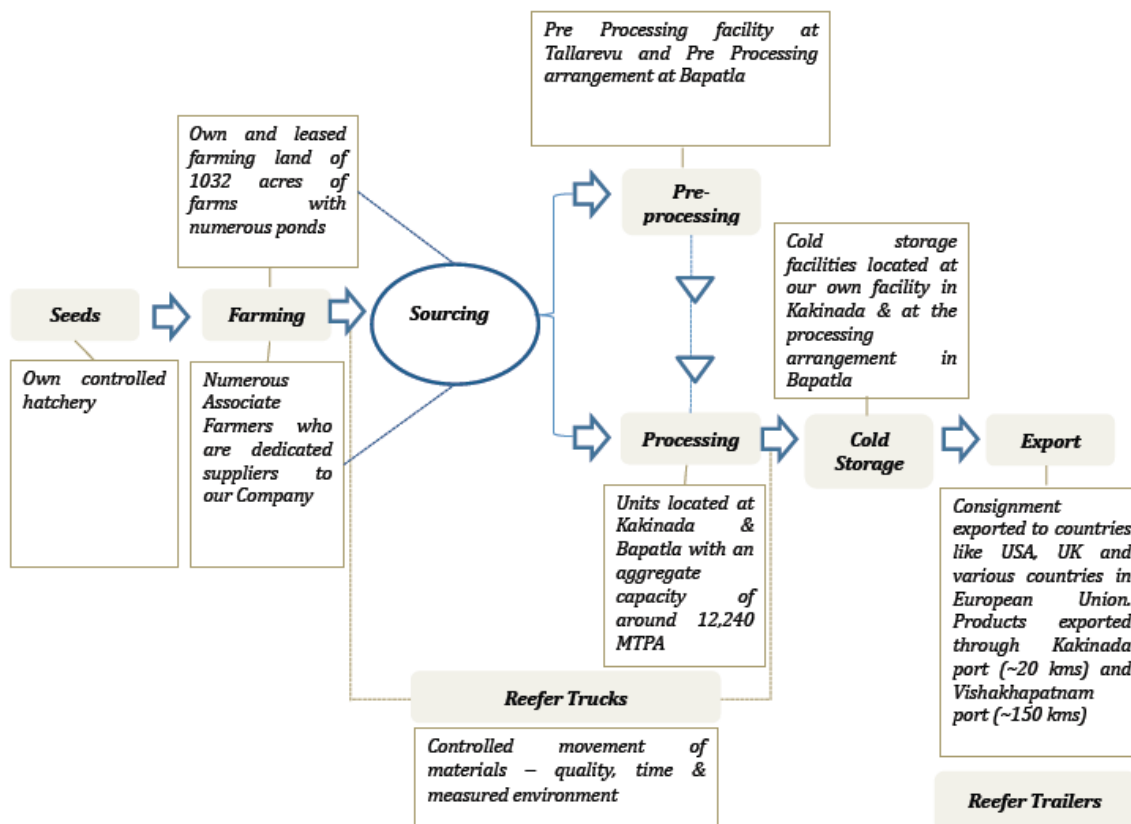 Pre Processing facility at
Tallarevu and Pre Processing
arrangement at Bapatla
Own and leased
farming land of
1032 acres of
farms with
numerous ponds
Pre-
processing
Cold storage
facilities located at
our own facility in
Kakinada & at the
processing
arrangement in
Bapatla
Seeds
Farming
Sourcing
Own controlled
hatchery
Numerous
Associate
Farmers who
are dedicated
suppliers to
our Company
Processing
Cold
Storage
Export
Units located at
Kakinada &
Bapatla with an
aggregate
capacity of
around 12,240
MTPA
Consignment
exported to countries
like USA, UK and
various countries in
European Union.
Products exported
through Kakinada
port (~20 kms) and
Vishakhapatnam
port (~150 kms)
Reefer Trucks
Controlled movement of
materials – quality, time &
measured environment
Reefer Trailers